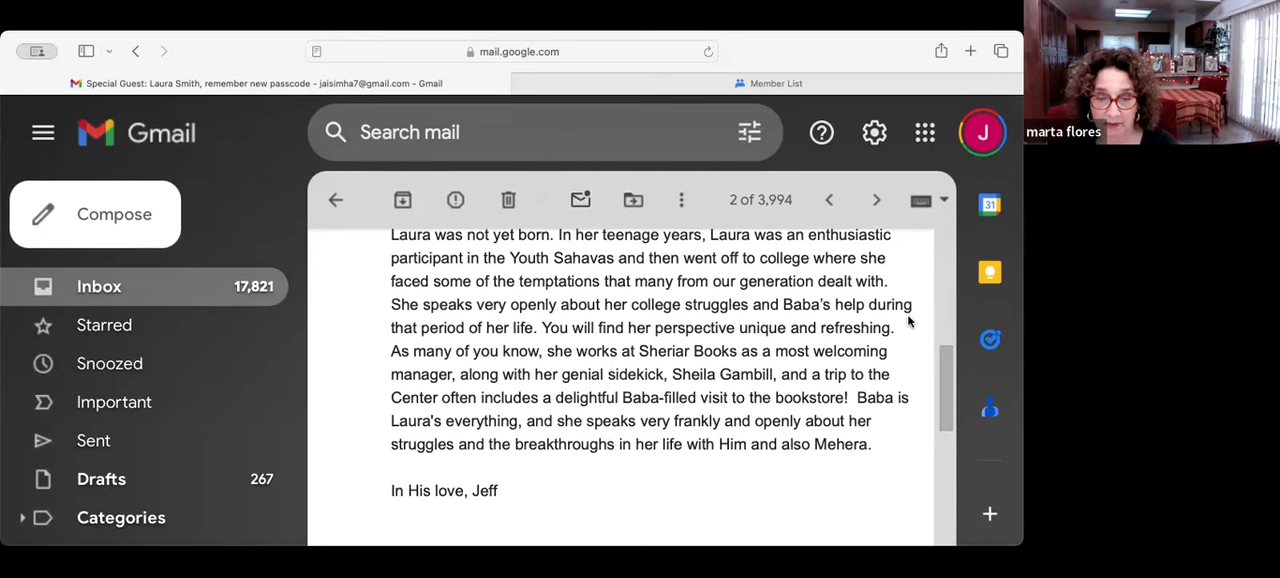 mail.google.com
Special Guest: Laura Smith, remember new passcode - jaisimha7@gmail.com - Gmail
Member List
marta flores
Gmail
Search mail
J
Compose
2 of 3,994
31
Inbox 17,821
Starred
Snoozed
Important
Sent
Drafts 267
Categories
Laura was not yet born. In her teenage years, Laura was an enthusiastic
participant in the Youth Sahavas and then went off to college where she
faced some of the temptations that many from our generation dealt with.
She speaks very openly about her college struggles and Baba's help during
that period of her life. You will find her perspective unique and refreshing.
As many of you know, she works at Sheriar Books as a most welcoming
manager, along with her genial sidekick, Sheila Gambill, and a trip to the
Center often includes a delightful Baba-filled visit to the bookstore!  Baba is
Laura's everything, and she speaks very frankly and openly about her
struggles and the breakthroughs in her life with Him and also Mehera.
In His love, Jeff